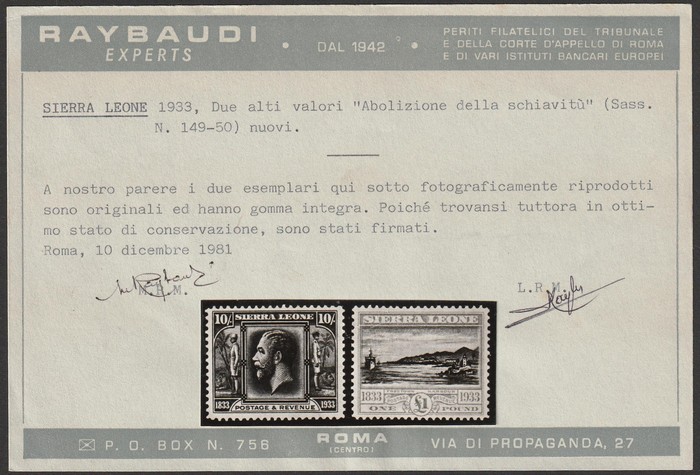 RAYBAUDI
EXPERTS
• DAL 1942 •
PERITI FILATELICI DEL TRIBUNALE
E DELLA CORTE D'APPELLO DI ROMA
E DI VARI ISTITUTI BANCARI EUROPEI
SIERRA LEONE 1933, Due alti valori "Abolizione della schiavitù" (Sass.
N. 149-50) nuovi.
A nostro parere i due esemplari qui sotto fotograficamente riprodotti
sono originali ed hanno gomma integra. Poiché trovansi tuttora in otti-
mo stato di conservazione, sono stati firmati.
Roma, 10 dicembre 1981
R.M.
L.R.M.
10/- SIERRA LEONE 10/-
1833 1933
POSTAGE & REVENUE
SIERRA LEONE
1833 £1 1933
ONE POUND
P. O. BOX N. 756
ROMA
(CENTRO)
VIA DI PROPAGANDA, 27